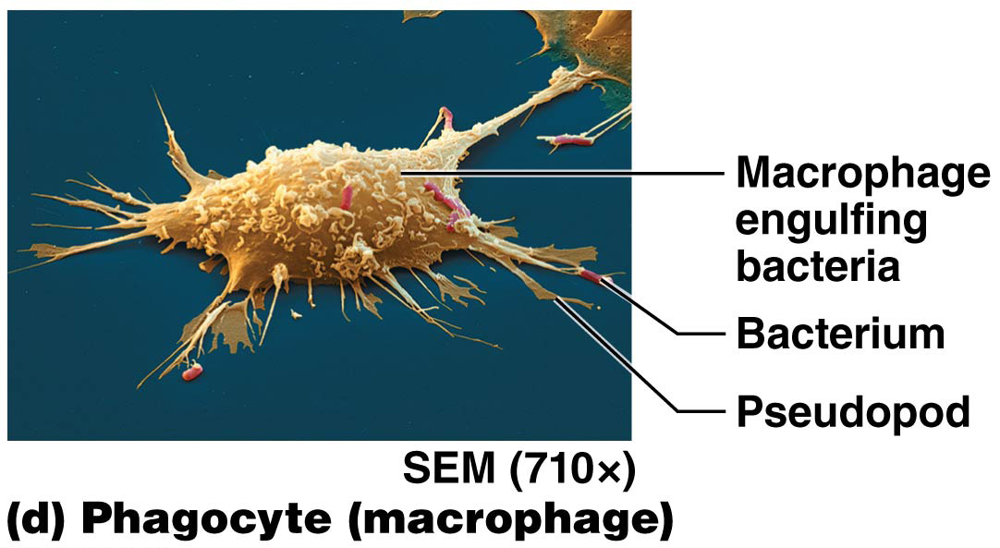 Macrophage
engulfing
bacteria
Bacterium
Pseudopod
SEM (710×)
(d) Phagocyte (macrophage)